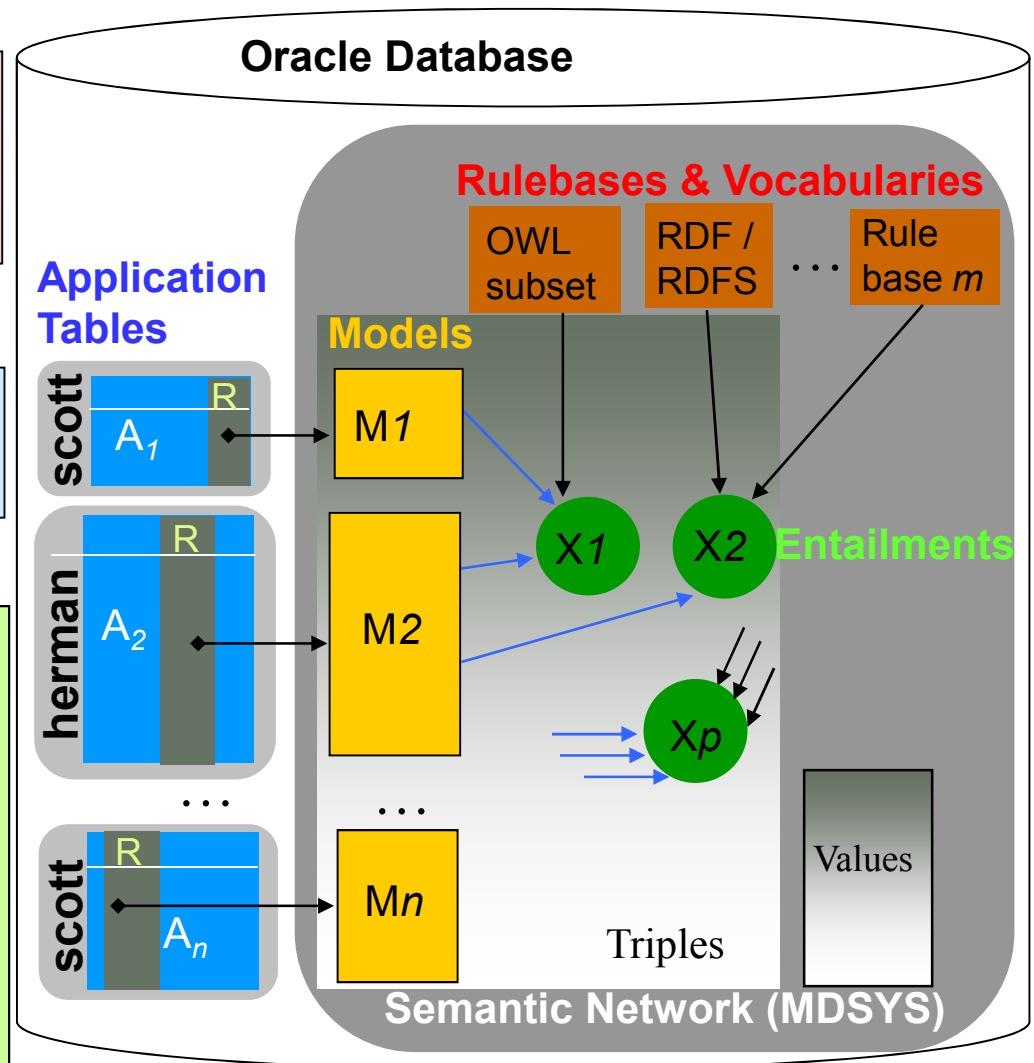 Oracle Database
Rulebases & Vocabularies
OWL
subset
RDF /
RDFS
...
Rule
base m
Application
Tables
Models
scott
R
A1
M1
herman
R
A2
M2
X1
X2
Entailments
Xp
...
...
scott
R
An
Mn
Values
Triples
Semantic Network (MDSYS)